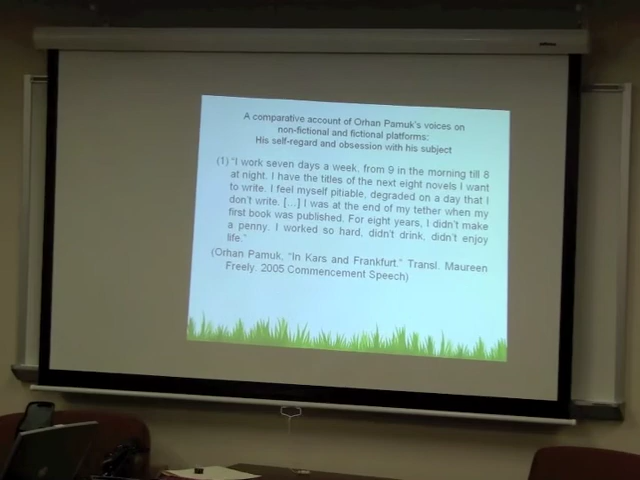 A comparative account of Orhan Pamuk's voices on
non-fictional and fictional platforms:
His self-regard and obsession with his subject
(1) "I work seven days a week, from 9 in the morning till 8
at night. I have the titles of the next eight novels I want
to write. I feel myself pitiable, degraded on a day that I
don't write. [...] I was at the end of my tether when my
first book was published. For eight years, I didn't make
a penny. I worked so hard, didn't drink, didn't enjoy
life."
(Orhan Pamuk, "In Kars and Frankfurt." Transl. Maureen
Freely. 2005 Commencement Speech)